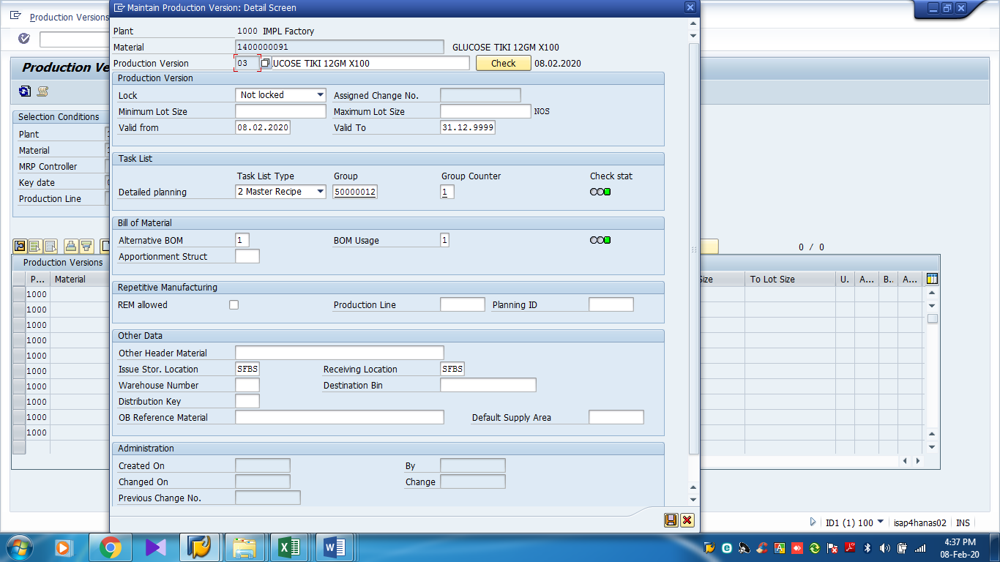 Maintain Production Version: Detail Screen
Production Versions
Plant 1000 IMPL Factory
Material 1400000091 GLUCOSE TIKI 12GM X100
Production Version 03 UCOSE TIKI 12GM X100 Check 08.02.2020
Production Ve
Production Version
Lock Not locked Assigned Change No.
Minimum Lot Size Maximum Lot Size NOS
Valid from 08.02.2020 Valid To 31.12.9999
Selection Conditions
Plant
Material
MRP Controller
Key date
Production Line
Task List
Task List Type Group Group Counter Check stat
Detailed planning 2 Master Recipe 50000012 1
Bill of Material
Alternative BOM 1 BOM Usage 1
Apportionment Struct
0 / 0
Production Versions
P... Material
Size To Lot Size U. A... B.. A...
1000
1000
1000
1000
1000
1000
1000
1000
1000
1000
Repetitive Manufacturing
REM allowed Production Line Planning ID
Other Data
Other Header Material
Issue Stor. Location SFBS Receiving Location SFBS
Warehouse Number Destination Bin
Distribution Key
OB Reference Material Default Supply Area
Administration
Created On By
Changed On Change
Previous Change No.
ID1 (1) 100 isap4hanas02 INS
4:37 PM
08-Feb-20